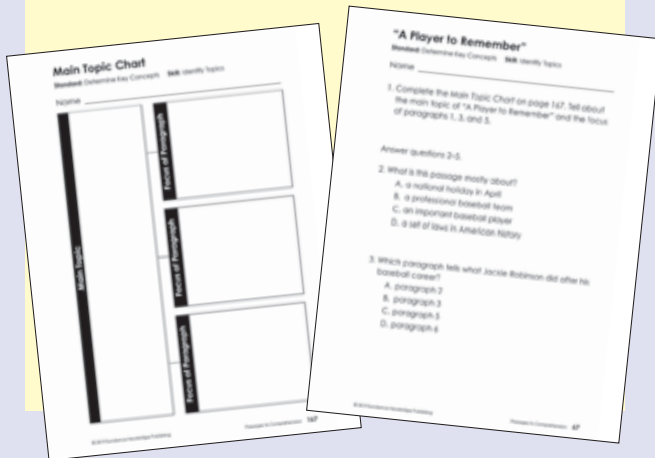 Main Topic Chart
Standard: Determine Key Concepts Skill: Identify Topics
Name
Main Topic
Focus of Paragraph
Focus of Paragraph
Focus of Paragraph
167
"A Player to Remember"
Standard: Determine Key Concepts Skill: Identify Topics
Name
1. Complete the Main Topic Chart on page 167. Tell about
the main topic of "A Player to Remember" and the focus
of paragraphs 1, 3, and 5.
Answer questions 2-5.
2. What is this passage mostly about?
A. a national holiday in April
B. a professional baseball team
C. an important baseball player
D. a set of laws in American history
3. Which paragraph tells what Jackie Robinson did after his
baseball career?
A. paragraph 2
B. paragraph 3
C. paragraph 5
D. paragraph 6
67